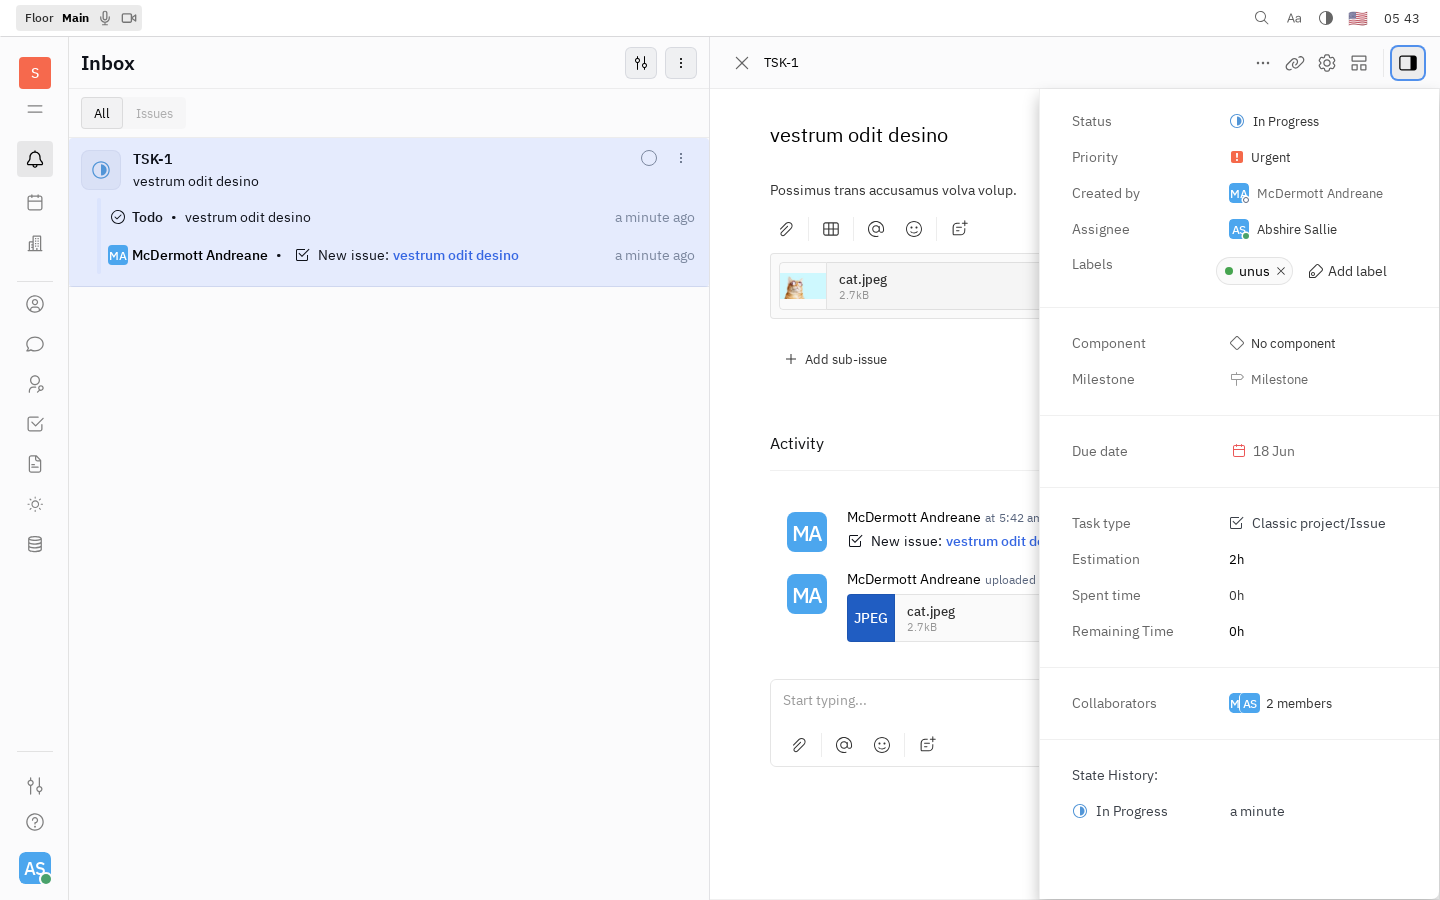 Floor Main
Aa
05 43
S
Inbox
All
Issues
TSK-1
vestrum odit desino
Todo • vestrum odit desino
a minute ago
MA McDermott Andreane • New issue: vestrum odit desino
a minute ago
AS
TSK-1
vestrum odit desino
Possimus trans accusamus volva volup.
cat.jpeg
2.7kB
Add sub-issue
Activity
MA
McDermott Andreane at 5:42 am
New issue: vestrum odit de
MA
McDermott Andreane uploaded
JPEG
cat.jpeg
2.7kB
Start typing...
Status
In Progress
Priority
Urgent
Created by
MA McDermott Andreane
Assignee
AS Abshire Sallie
Labels
unus
Add label
Component
No component
Milestone
Milestone
Due date
18 Jun
Task type
Classic project/Issue
Estimation
2h
Spent time
0h
Remaining Time
0h
Collaborators
M AS 2 members
State History:
In Progress
a minute